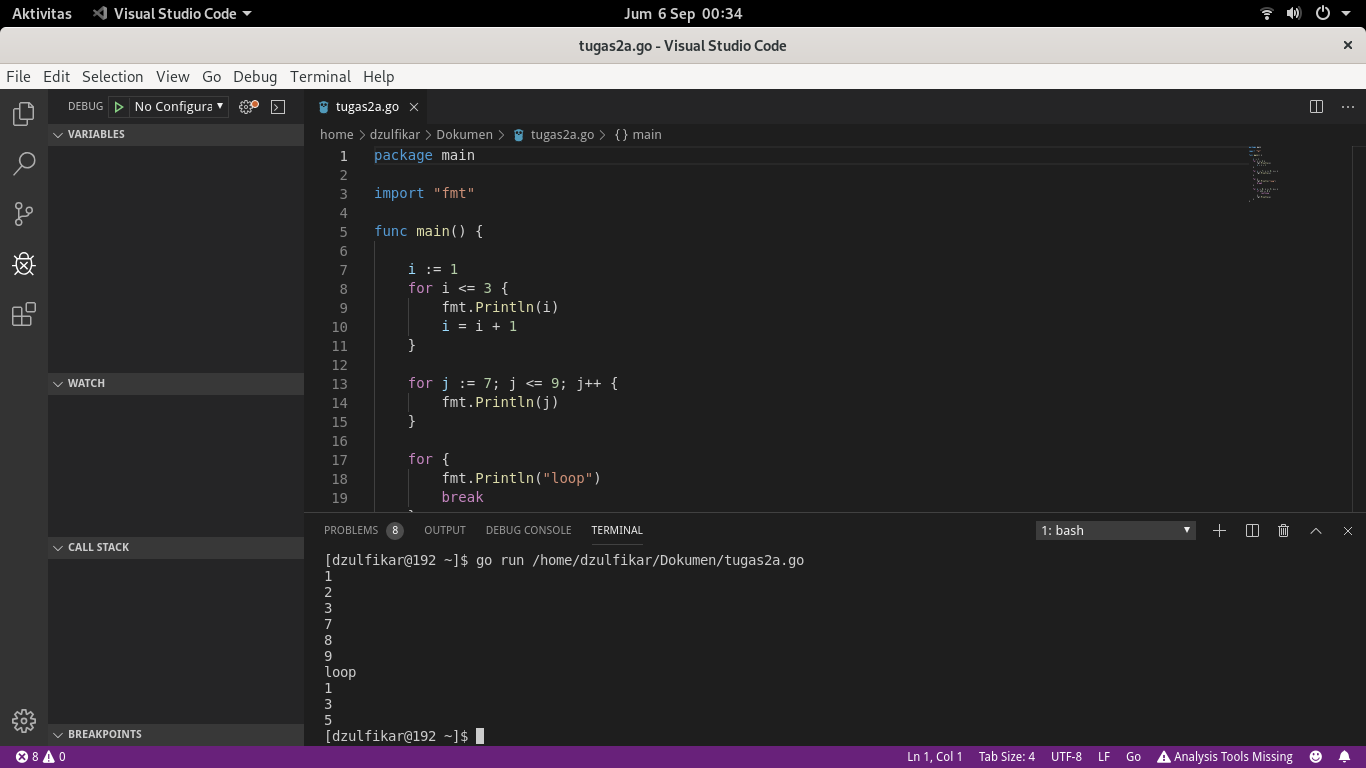 Aktivitas Visual Studio Code Jum 6 Sep 00:34
tugas2a.go - Visual Studio Code
File Edit Selection View Go Debug Terminal Help
DEBUG No Configura
VARIABLES
WATCH
CALL STACK
BREAKPOINTS
tugas2a.go
home > dzulfikar > Dokumen > tugas2a.go > {} main
1 package main
2
3 import "fmt"
4
5 func main() {
6
7 i := 1
8 for i <= 3 {
9 fmt.Println(i)
10 i = i + 1
11 }
12
13 for j := 7; j <= 9; j++ {
14 fmt.Println(j)
15 }
16
17 for {
18 fmt.Println("loop")
19 break
PROBLEMS 8 OUTPUT DEBUG CONSOLE TERMINAL 1: bash
[dzulfikar@192 ~]$ go run /home/dzulfikar/Dokumen/tugas2a.go
1
2
3
7
8
9
loop
1
3
5
[dzulfikar@192 ~]$
8 0 Ln 1, Col 1 Tab Size: 4 UTF-8 LF Go Analysis Tools Missing